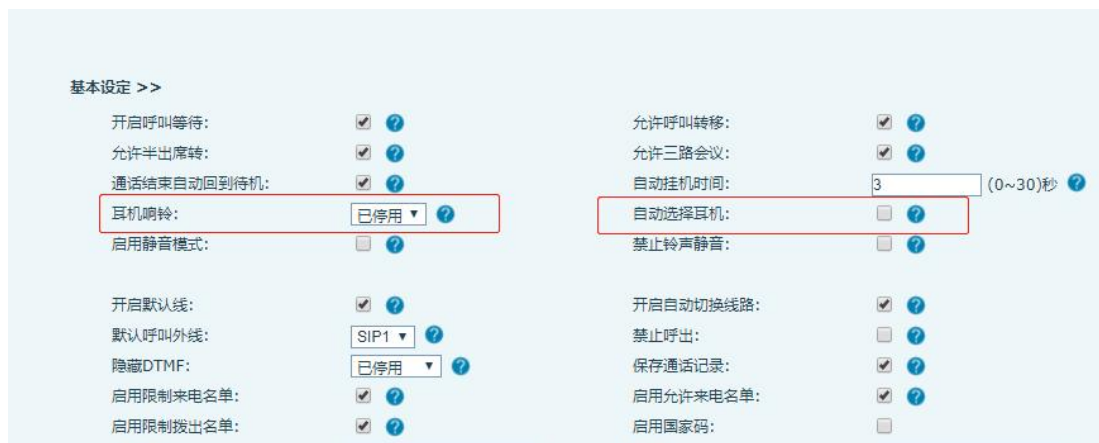 基本设定 >>
开启呼叫等待: ? 允许呼叫转移: ?
允许半出席转: ? 允许三路会议: ?
通话结束自动回到待机: ? 自动挂机时间: 3 (0~30)秒 ?
耳机响铃: 已停用 ▼ ? 自动选择耳机: ?
启用静音模式: ? 禁止铃声静音: ?
开启默认线: ? 开启自动切换线路: ?
默认呼叫外线: SIP1 ▼ ? 禁止呼出: ?
隐藏DTMF: 已停用 ▼ ? 保存通话记录: ?
启用限制来电名单: ? 启用允许来电名单: ?
启用限制拨出名单: ? 启用国家码: